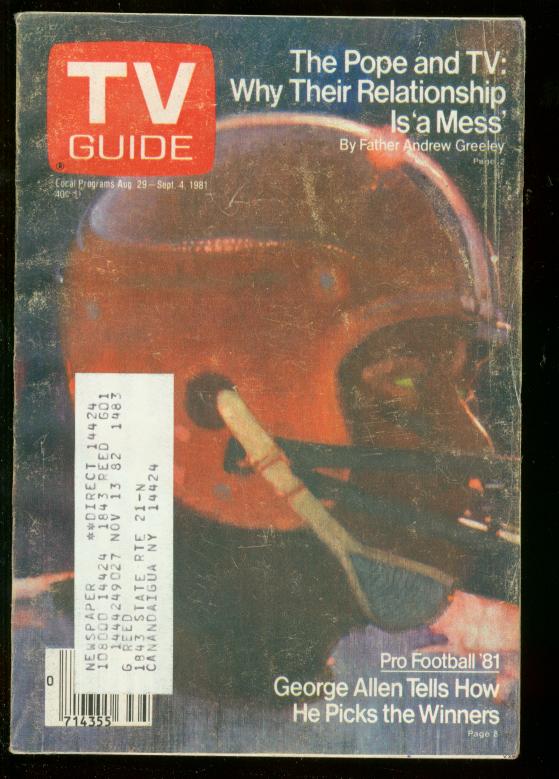 TV
GUIDE
®
Local Programs Aug. 29—Sept. 4, 1981
40¢
The Pope and TV:
Why Their Relationship
Is 'a Mess'
By Father Andrew Greeley
Page 2
NEWSPAPER **DIRECT 14424
108000 14424 1843 REED G01
1444249027 NOV 13 82 1483
G REED
1843 STATE RTE 21-N
CANANDAIGUA NY 14424
0
714355
Pro Football '81
George Allen Tells How
He Picks the Winners
Page 8